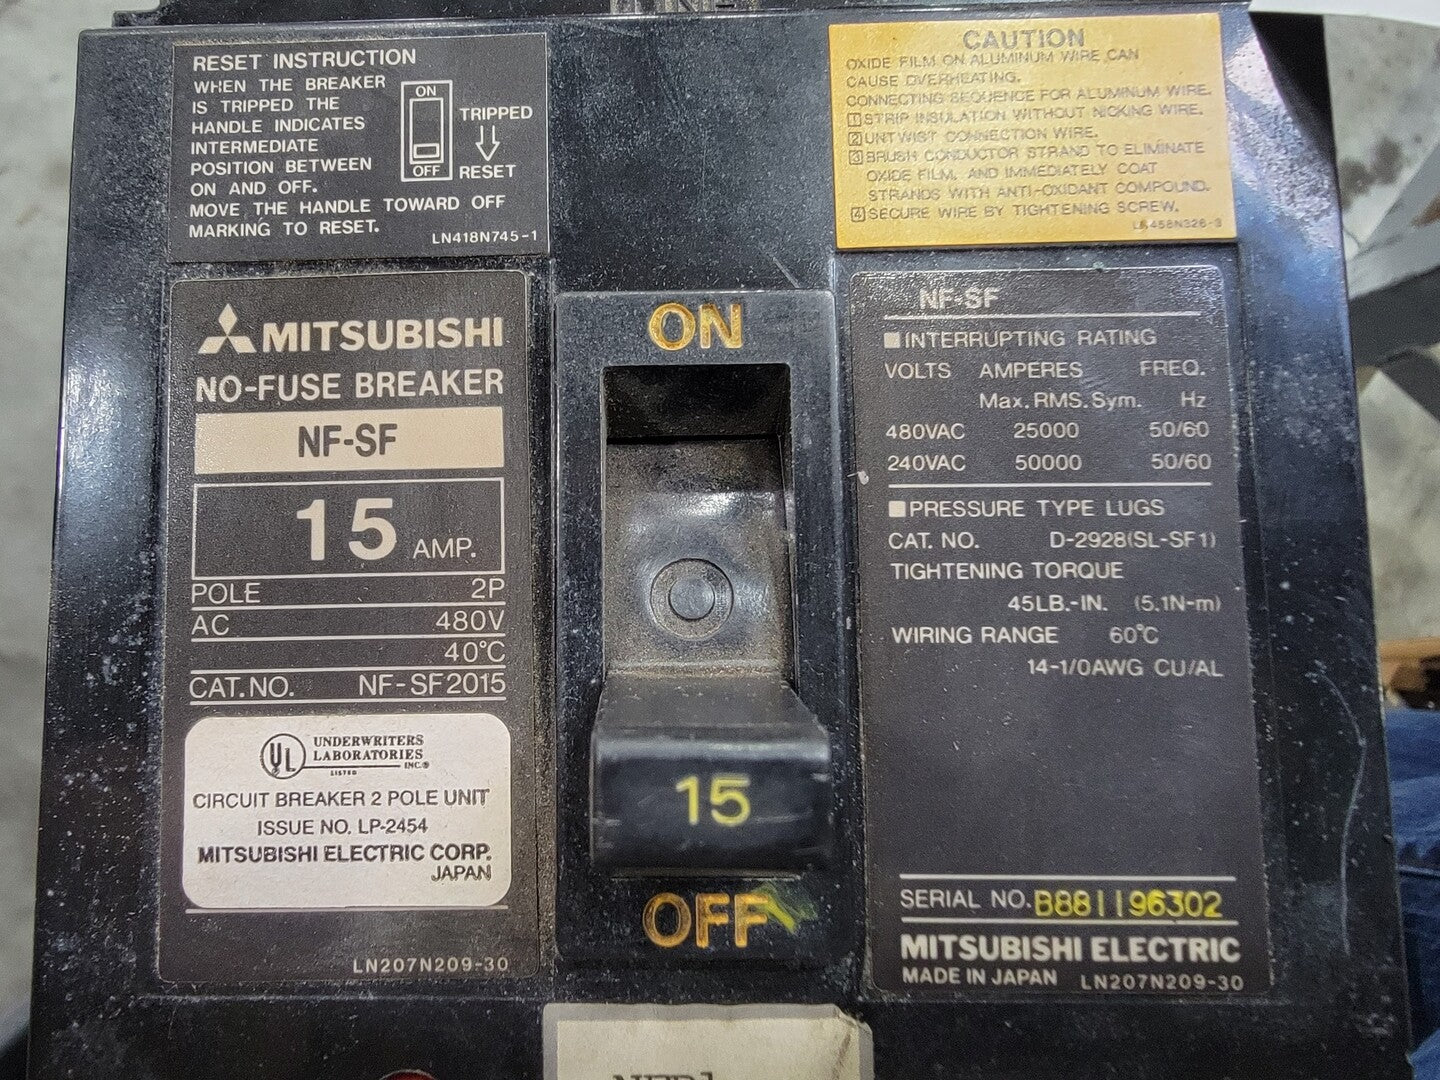 RESET INSTRUCTION
WHEN THE BREAKER
IS TRIPPED THE
HANDLE INDICATES
INTERMEDIATE
POSITION BETWEEN
ON AND OFF.
MOVE THE HANDLE TOWARD OFF
MARKING TO RESET.
ON
OFF
TRIPPED
RESET
LN418N745-1
CAUTION
OXIDE FILM ON ALUMINUM WIRE CAN
CAUSE OVERHEATING.
CONNECTING SEQUENCE FOR ALUMINUM WIRE.
1 STRIP INSULATION WITHOUT NICKING WIRE.
2 UNTWIST CONNECTION WIRE.
3 BRUSH CONDUCTOR STRAND TO ELIMINATE
OXIDE FILM, AND IMMEDIATELY COAT
STRANDS WITH ANTI-OXIDANT COMPOUND.
4 SECURE WIRE BY TIGHTENING SCREW.
MITSUBISHI
NO-FUSE BREAKER
NF-SF
15 AMP.
POLE 2P
AC 480V
40°C
CAT.NO. NF-SF2015
UL UNDERWRITERS
LABORATORIES
INC.®
LISTED
CIRCUIT BREAKER 2 POLE UNIT
ISSUE NO. LP-2454
MITSUBISHI ELECTRIC CORP.
JAPAN
LN207N209-30
ON
15
OFF
NF-SF
INTERRUPTING RATING
VOLTS AMPERES FREQ.
Max.RMS.Sym. Hz
480VAC 25000 50/60
240VAC 50000 50/60
PRESSURE TYPE LUGS
CAT. NO. D-2928(SL-SF1)
TIGHTENING TORQUE
45LB.-IN. (5.1N-m)
WIRING RANGE 60°C
14-1/0AWG CU/AL
SERIAL NO. B881196302
MITSUBISHI ELECTRIC
MADE IN JAPAN LN207N209-30